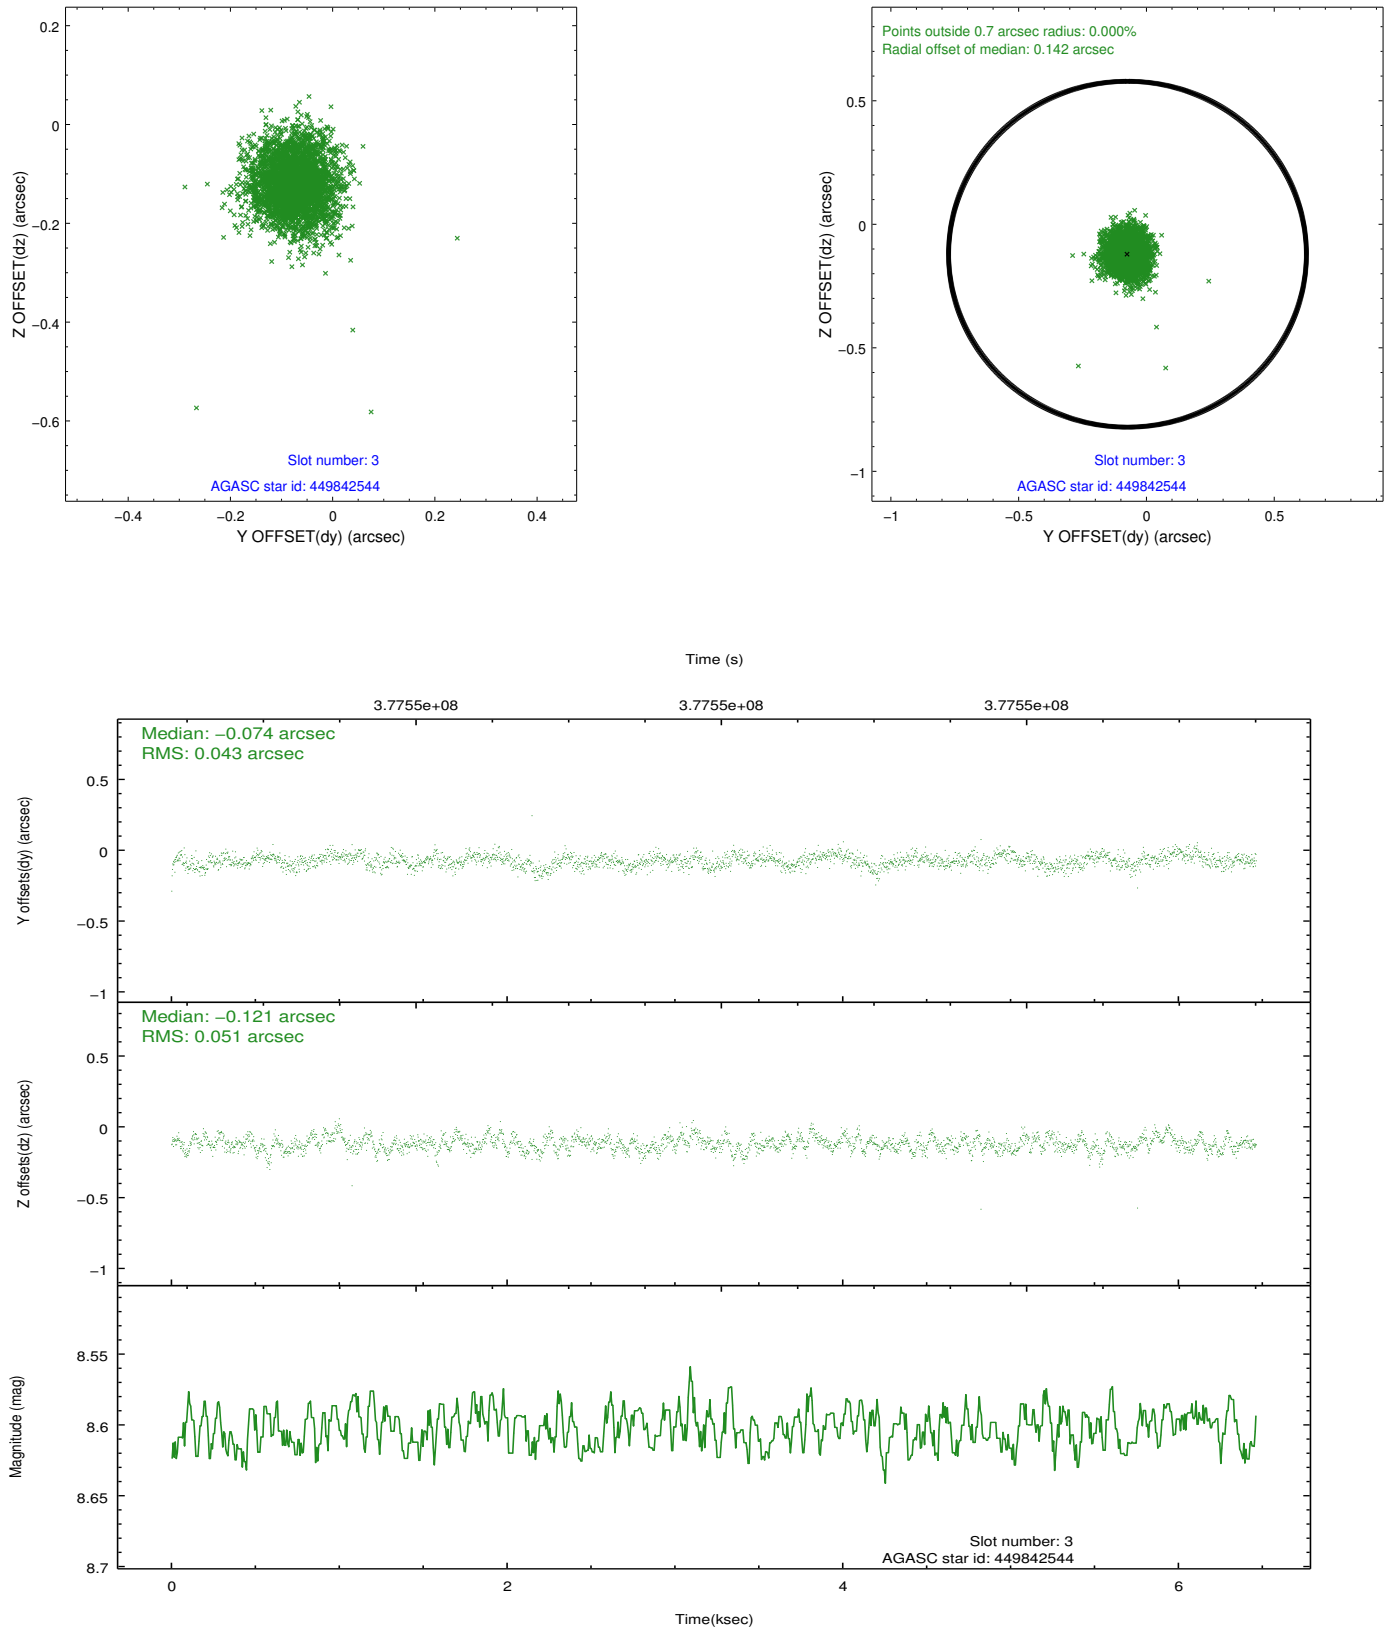 0.2
0
−0.2
−0.4
−0.6
Z OFFSET(dz) (arcsec)
Slot number: 3
AGASC star id: 449842544
−0.4
−0.2
0
0.2
0.4
Y OFFSET(dy) (arcsec)
Points outside 0.7 arcsec radius: 0.000%
Radial offset of median: 0.142 arcsec
0.5
0
−0.5
−1
Z OFFSET(dz) (arcsec)
Slot number: 3
AGASC star id: 449842544
−1
−0.5
0
0.5
Y OFFSET(dy) (arcsec)
Time (s)
3.7755e+08
3.7755e+08
3.7755e+08
Median: −0.074 arcsec
RMS: 0.043 arcsec
0.5
0
−0.5
−1
Y offsets(dy) (arcsec)
Median: −0.121 arcsec
RMS: 0.051 arcsec
0.5
0
−0.5
−1
Z offsets(dz) (arcsec)
8.55
8.6
8.65
8.7
Magnitude (mag)
Slot number: 3
AGASC star id: 449842544
0
2
4
6
Time(ksec)